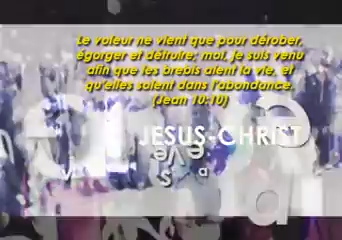 Le voleur ne vient que pour dérober,
égorger et détruire; moi, je suis venu
afin que les brebis aient la vie, et
qu'elles soient dans l'abondance.
(Jean 10:10)
JESUS-CHRIST